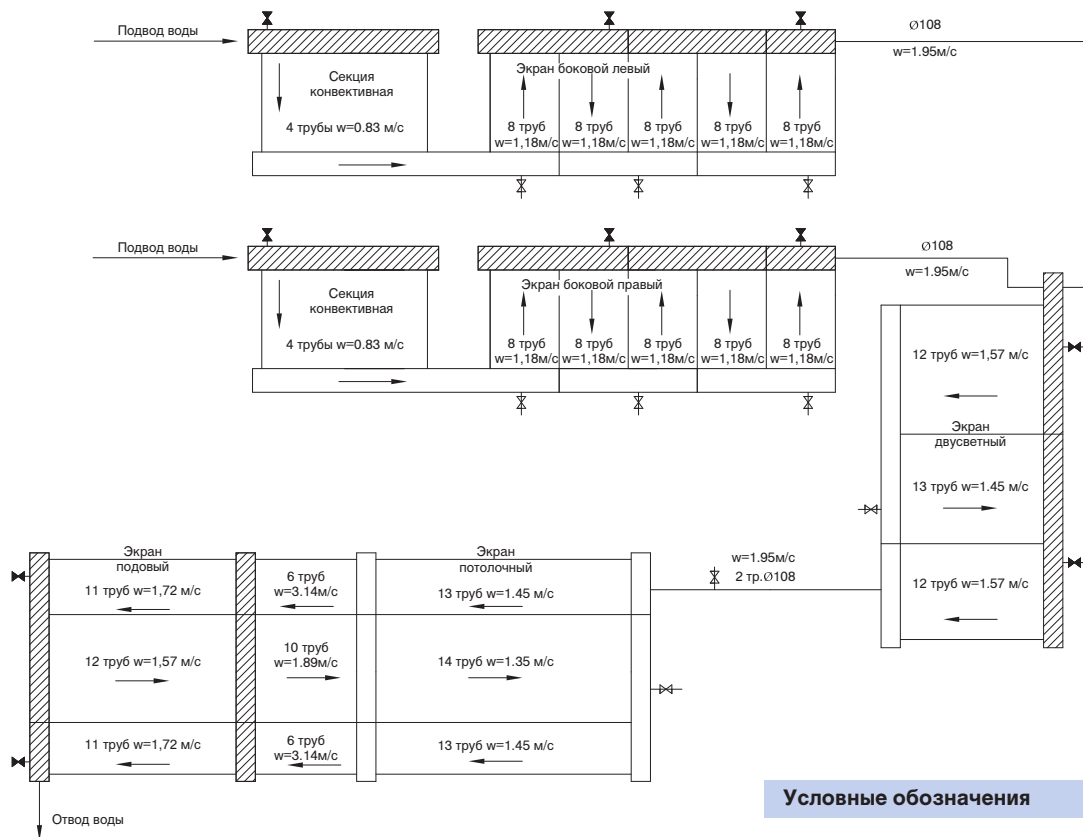 Подвод воды
Секция
конвективная
4 трубы w=0.83 м/с
Экран боковой левый
8 труб
w=1,18м/с
8 труб
w=1,18м/с
8 труб
w=1,18м/с
8 труб
w=1,18м/с
8 труб
w=1,18м/с
Ø108
w=1.95м/с
Подвод воды
Секция
конвективная
4 трубы w=0.83 м/с
Экран боковой правый
8 труб
w=1,18м/с
8 труб
w=1,18м/с
8 труб
w=1,18м/с
8 труб
w=1,18м/с
8 труб
w=1,18м/с
Ø108
w=1.95м/с
12 труб w=1,57 м/с
Экран
двусветный
13 труб w=1.45 м/с
12 труб w=1.57 м/с
w=1.95м/с
2 тр.Ø108
Экран
подовый
11 труб w=1,72 м/с
6 труб
w=3.14м/с
Экран
потолочный
13 труб w=1.45 м/с
12 труб w=1,57 м/с
10 труб
w=1.89м/с
14 труб w=1.35 м/с
11 труб w=1,72 м/с
6 труб
w=3.14м/с
13 труб w=1.45 м/с
Отвод воды
Условные обозначения